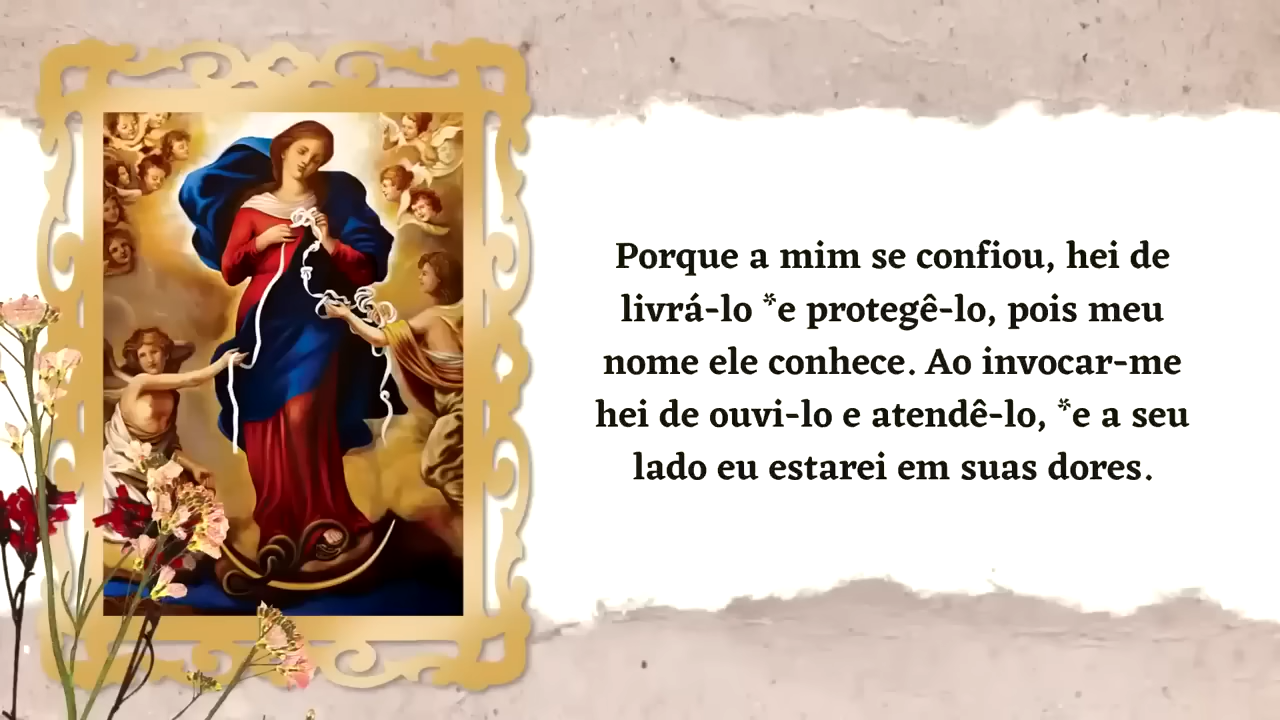 Porque a mim se confiou, hei de
livrá-lo *e protegê-lo, pois meu
nome ele conhece. Ao invocar-me
hei de ouvi-lo e atendê-lo, *e a seu
lado eu estarei em suas dores.